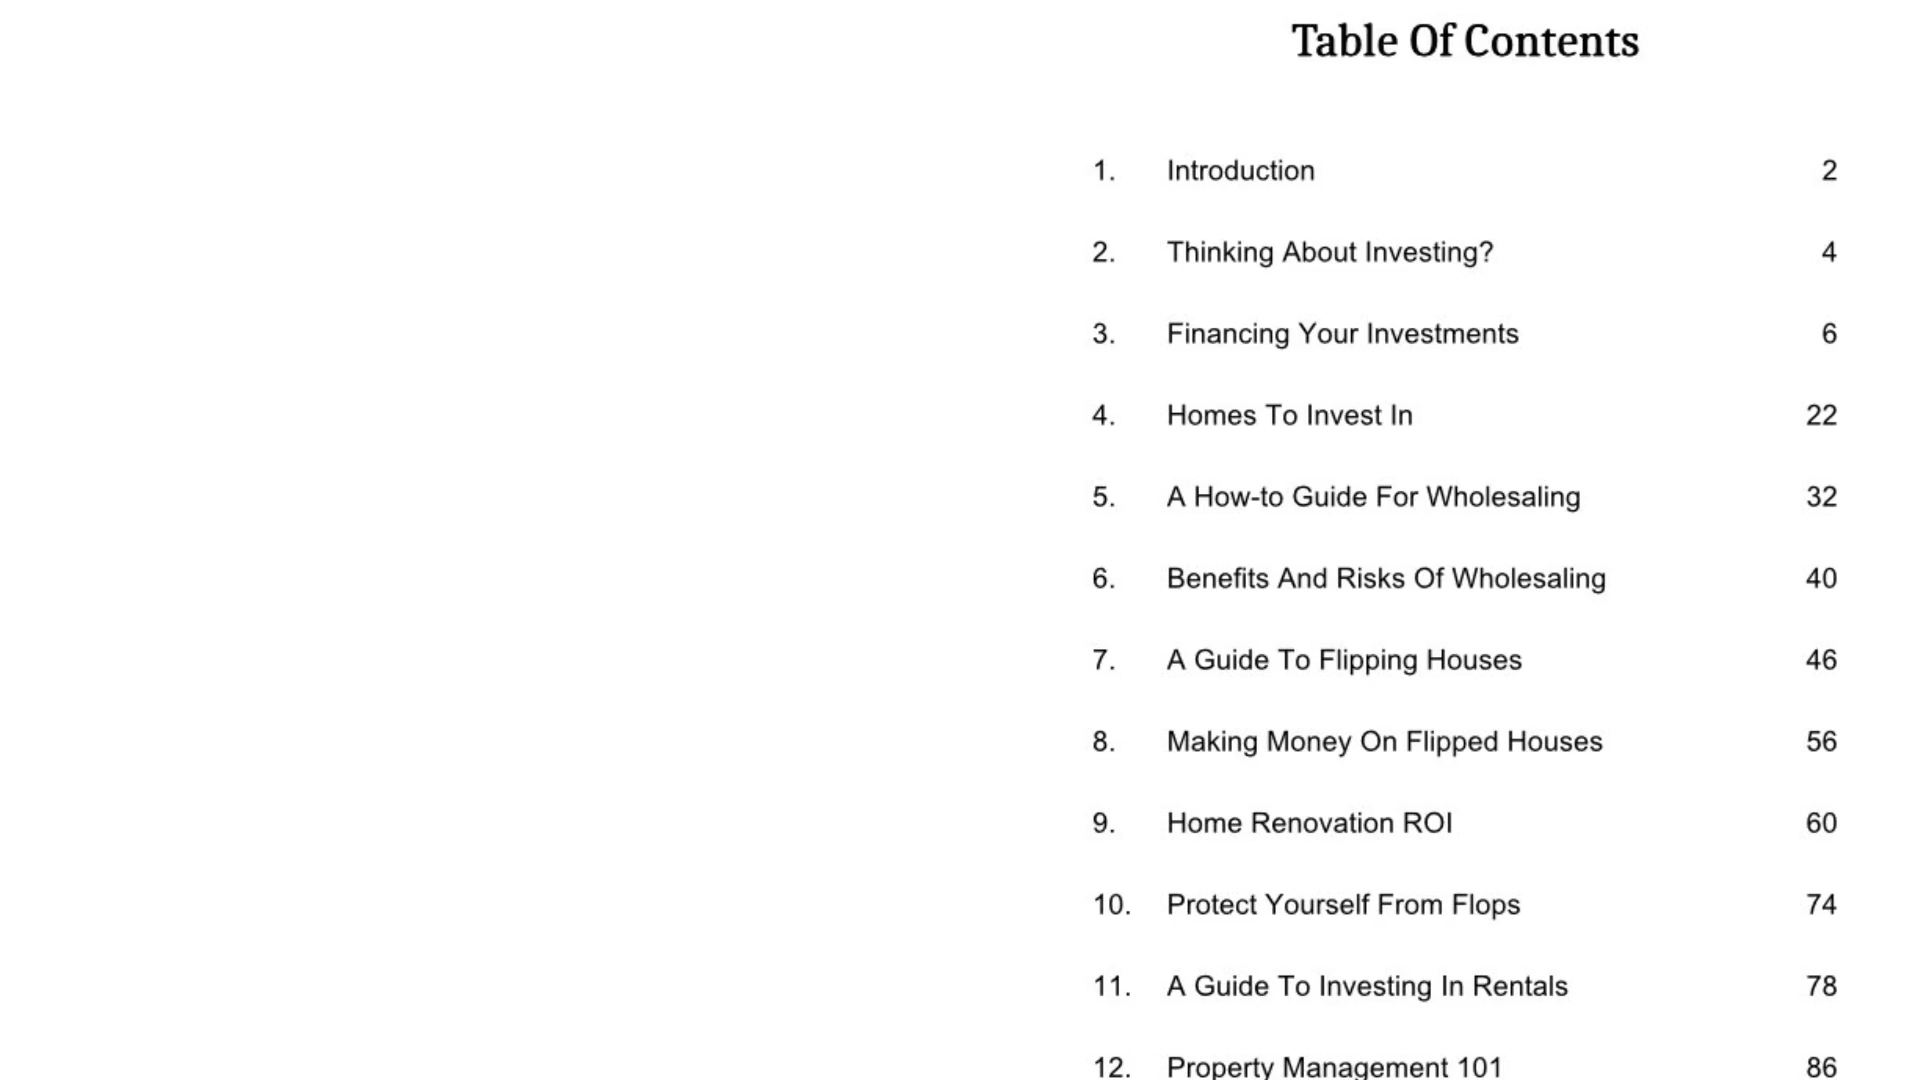 Table Of Contents
1. Introduction 2
2. Thinking About Investing? 4
3. Financing Your Investments 6
4. Homes To Invest In 22
5. A How-to Guide For Wholesaling 32
6. Benefits And Risks Of Wholesaling 40
7. A Guide To Flipping Houses 46
8. Making Money On Flipped Houses 56
9. Home Renovation ROI 60
10. Protect Yourself From Flops 74
11. A Guide To Investing In Rentals 78
12. Property Management 101 86